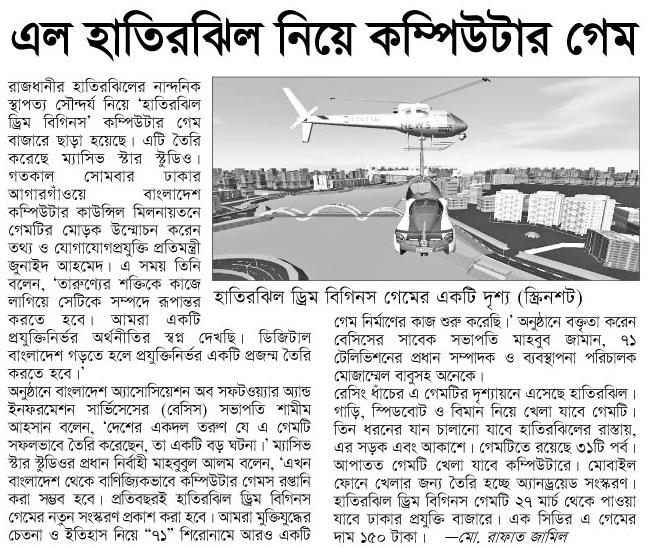 এল হাতিরঝিল নিয়ে কম্পিউটার গেম
রাজধানীর হাতিরঝিলের নান্দনিক
স্থাপত্য সৌন্দর্য নিয়ে ‘হাতিরঝিল
ড্রিম বিগিনস’ কম্পিউটার গেম
বাজারে ছাড়া হয়েছে। এটি তৈরি
করেছে ম্যাসিভ স্টার স্টুডিও।
গতকাল সোমবার ঢাকার
আগারগাঁওয়ে বাংলাদেশ
কম্পিউটার কাউন্সিল মিলনায়তনে
গেমটির মোড়ক উন্মোচন করেন
তথ্য ও যোগাযোগপ্রযুক্তি প্রতিমন্ত্রী
জুনাইদ আহমেদ। এ সময় তিনি
বলেন, ‘তারুণ্যের শক্তিকে কাজে
লাগিয়ে সেটিকে সম্পদে রূপান্তর
করতে হবে। আমরা একটি
প্রযুক্তিনির্ভর অর্থনীতির স্বপ্ন দেখছি। ডিজিটাল
বাংলাদেশ গড়তে হলে প্রযুক্তিনির্ভর একটি প্রজন্ম তৈরি
করতে হবে।’
অনুষ্ঠানে বাংলাদেশ অ্যাসোসিয়েশন অব সফটওয়্যার অ্যান্ড
ইনফরমেশন সার্ভিসেসের (বেসিস) সভাপতি শামীম
আহসান বলেন, ‘দেশের একদল তরুণ যে এ গেমটি
সফলভাবে তৈরি করেছেন, তা একটি বড় ঘটনা।’ ম্যাসিভ
স্টার স্টুডিওর প্রধান নির্বাহী মাহবুবুল আলম বলেন, ‘এখন
বাংলাদেশ থেকে বাণিজ্যিকভাবে কম্পিউটার গেমস রপ্তানি
করা সম্ভব হবে। প্রতিবছরই হাতিরঝিল ড্রিম বিগিনস
গেমের নতুন সংস্করণ প্রকাশ করা হবে। আমরা মুক্তিযুদ্ধের
চেতনা ও ইতিহাস নিয়ে “৭১” শিরোনামে আরও একটি
NEWS
হাতিরঝিল ড্রিম বিগিনস গেমের একটি দৃশ্য (স্ক্রিনশট)
গেম নির্মাণের কাজ শুরু করেছি।’ অনুষ্ঠানে বক্তৃতা করেন
বেসিসের সাবেক সভাপতি মাহবুব জামান, ৭১
টেলিভিশনের প্রধান সম্পাদক ও ব্যবস্থাপনা পরিচালক
মোজাম্মেল বাবুসহ অনেকে।
রেসিং ধাঁচের এ গেমটির দৃশ্যায়নে এসেছে হাতিরঝিল।
গাড়ি, স্পিডবোট ও বিমান নিয়ে খেলা যাবে গেমটি।
তিন ধরনের যান চালানো যাবে হাতিরঝিলের রাস্তায়,
এর সড়ক এবং আকাশে। গেমটিতে রয়েছে ৩১টি পর্ব।
আপাতত গেমটি খেলা যাবে কম্পিউটারে। মোবাইল
ফোনে খেলার জন্য তৈরি হচ্ছে অ্যানড্রয়েড সংস্করণ।
হাতিরঝিল ড্রিম বিগিনস গেমটি ২৭ মার্চ থেকে পাওয়া
যাবে ঢাকার প্রযুক্তি বাজারে। এক সিডির এ গেমের
দাম ১৫০ টাকা। —মো. রাফাত জামিল